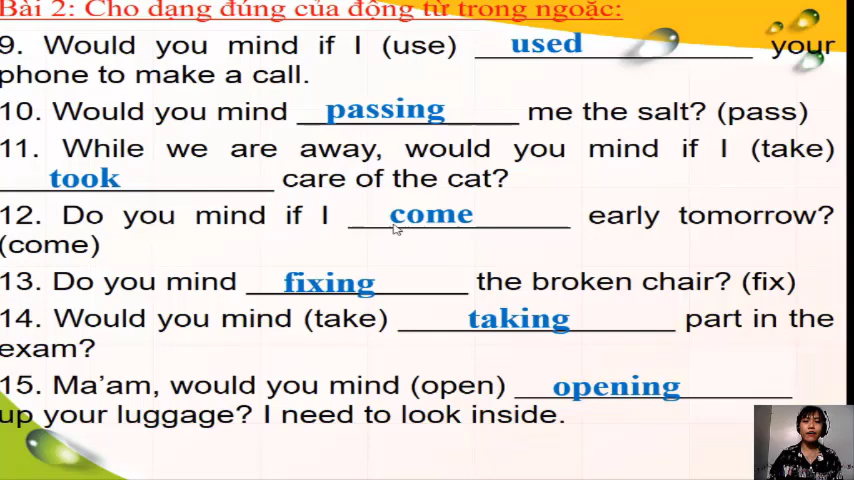 Bài 2: Cho dạng đúng của động từ trong ngoặc:
9. Would you mind if I (use) used your
phone to make a call.
10. Would you mind passing me the salt? (pass)
11. While we are away, would you mind if I (take)
took care of the cat?
12. Do you mind if I come early tomorrow?
(come)
13. Do you mind fixing the broken chair? (fix)
14. Would you mind (take) taking part in the
exam?
15. Ma’am, would you mind (open) opening
up your luggage? I need to look inside.